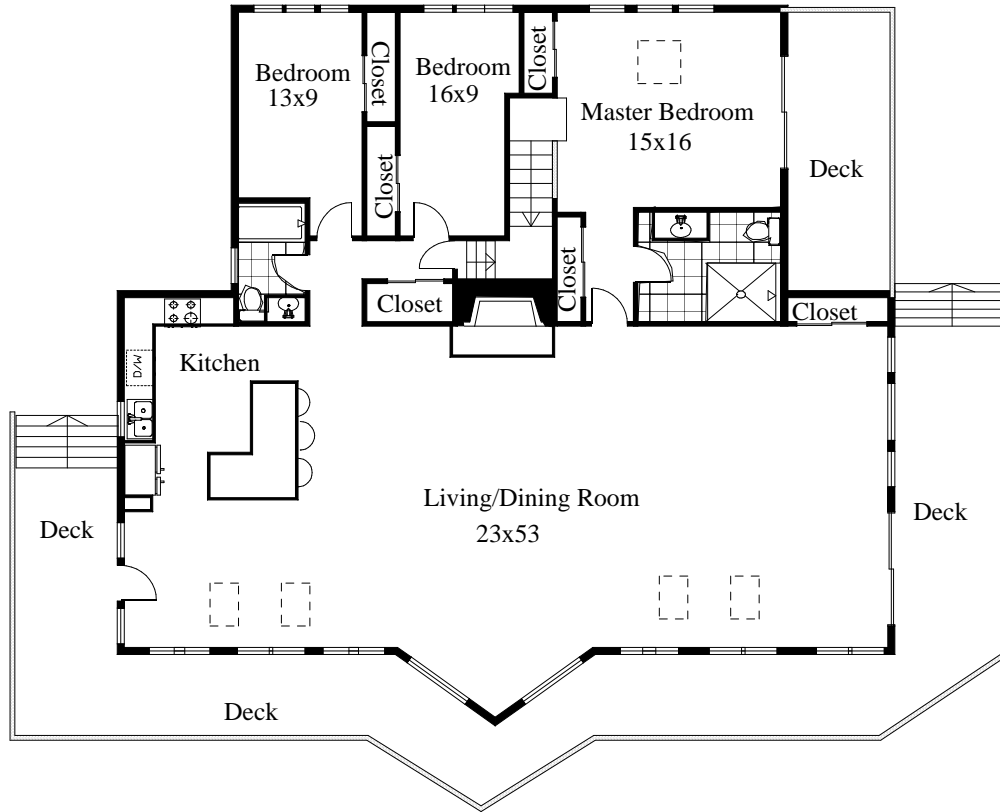 Bedroom
13x9
Closet
Bedroom
16x9
Closet
Closet
Master Bedroom
15x16
Deck
Closet
Closet
Closet
Kitchen
D/W
Living/Dining Room
23x53
Deck
Deck
Deck